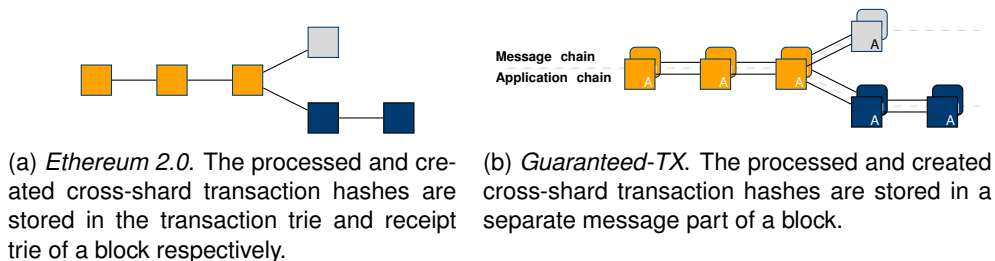 Message chain
Application chain
A A A A A A
(a) Ethereum 2.0. The processed and cre-
ated cross-shard transaction hashes are
stored in the transaction trie and receipt
trie of a block respectively.
(b) Guaranteed-TX. The processed and created
cross-shard transaction hashes are stored in a
separate message part of a block.